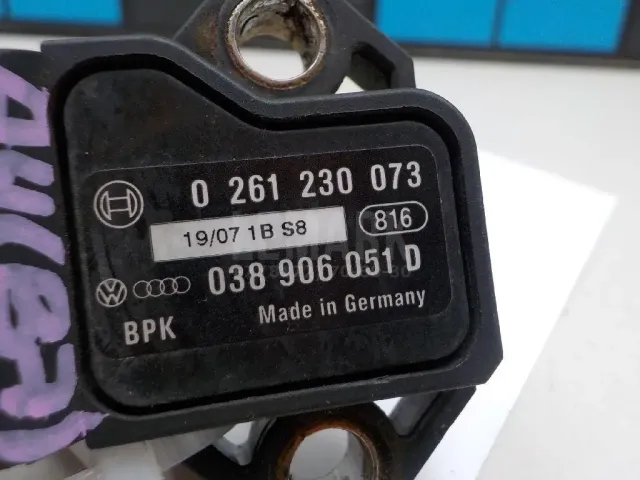 0 261 230 073
19/07 1B S8
816
038 906 051 D
BPK
Made in Germany